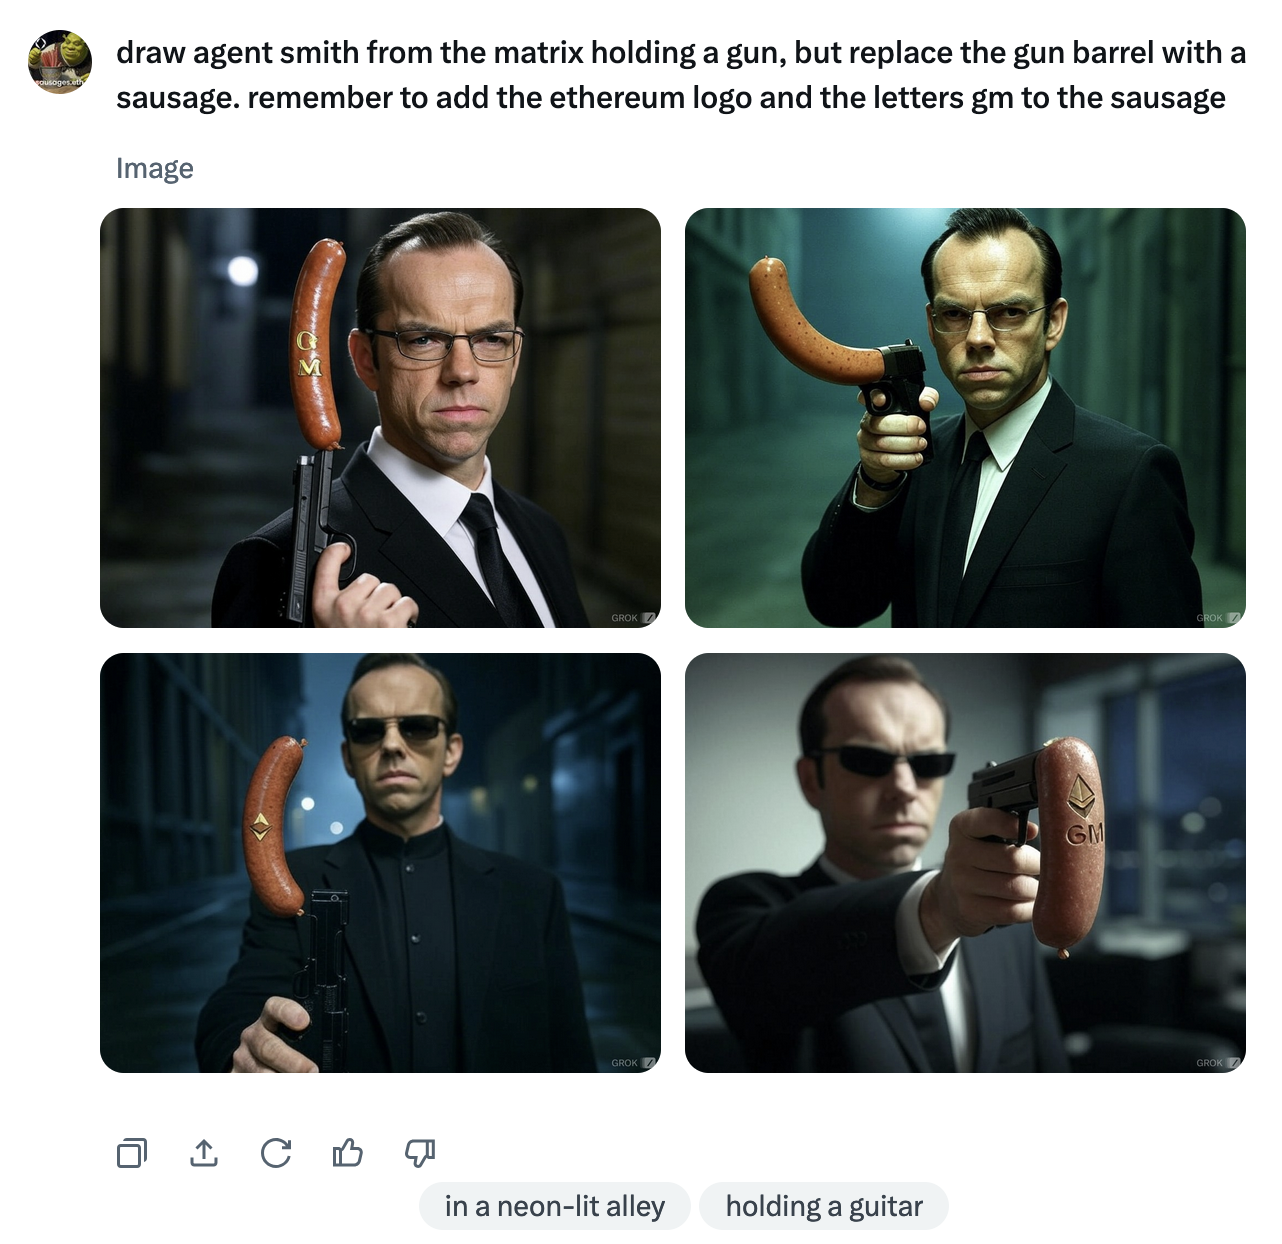 sausages.eth
draw agent smith from the matrix holding a gun, but replace the gun barrel with a
sausage. remember to add the ethereum logo and the letters gm to the sausage
Image
G
M
GROK
GROK
GROK
GM
GROK
in a neon-lit alley
holding a guitar